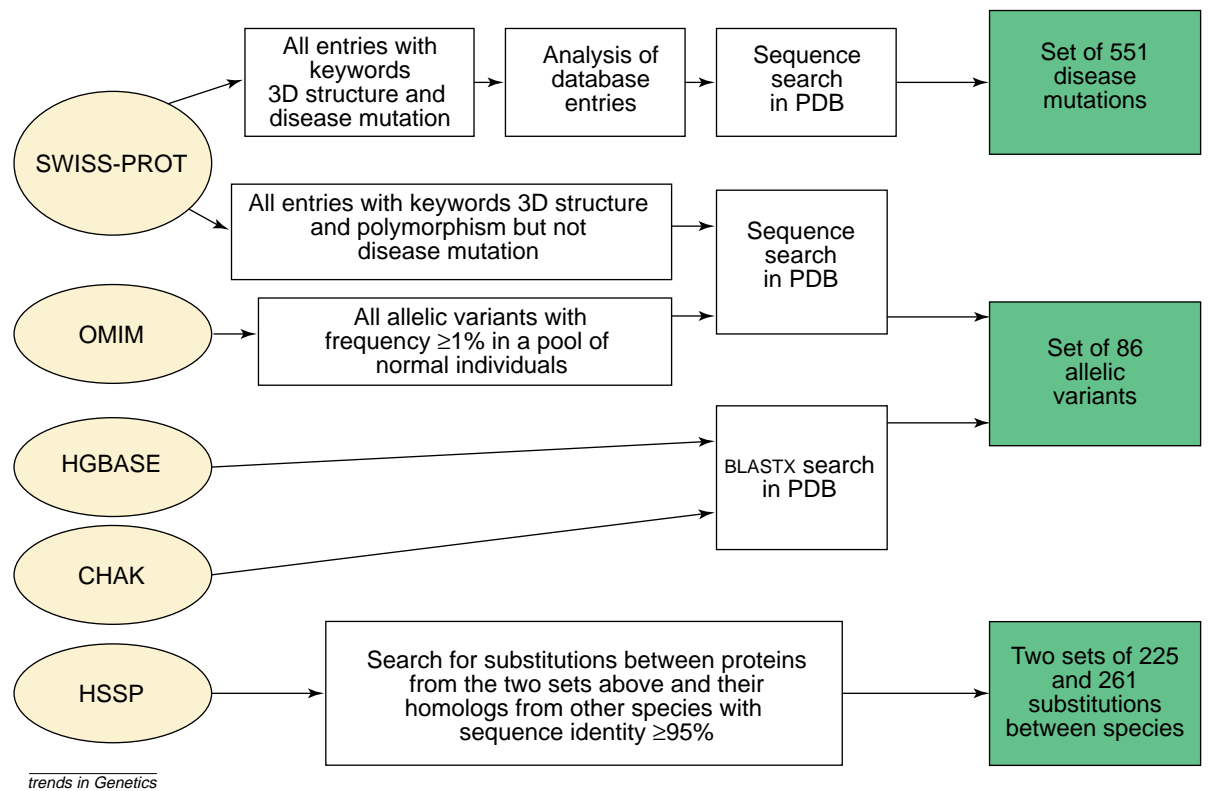 All entries with
keywords
3D structure and
disease mutation
Analysis of
database
entries
Sequence
search
in PDB
Set of 551
disease
mutations
SWISS-PROT
All entries with keywords 3D structure
and polymorphism but not
disease mutation
Sequence
search
in PDB
OMIM
All allelic variants with
frequency ≥1% in a pool of
normal individuals
Set of 86
allelic
variants
HGBASE
BLASTX search
in PDB
CHAK
HSSP
Search for substitutions between proteins
from the two sets above and their
homologs from other species with
sequence identity ≥95%
Two sets of 225
and 261
substitutions
between species
trends in Genetics